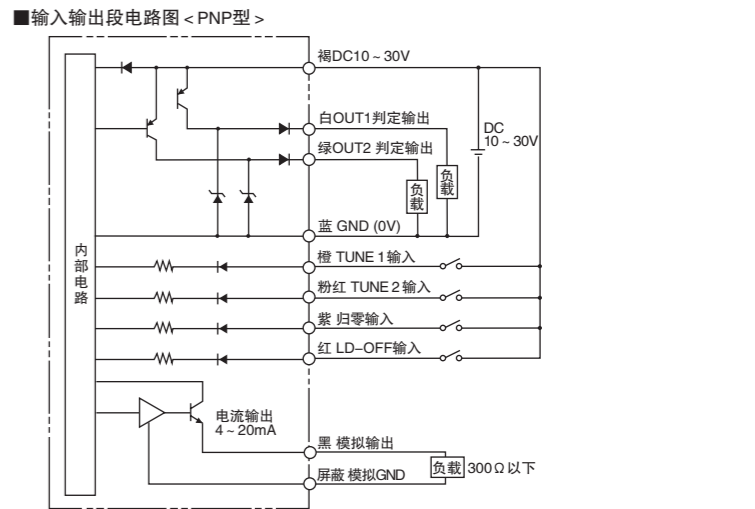 ■输入输出段电路图＜PNP型＞
褐DC10～30V
白OUT1判定输出
DC
10～30V
绿OUT2 判定输出
负载
负载
蓝 GND (0V)
内部电路
橙 TUNE 1输入
粉红 TUNE 2输入
紫 归零输入
红 LD-OFF输入
电流输出
4～20mA
黑 模拟输出
负载 300Ω以下
屏蔽 模拟GND